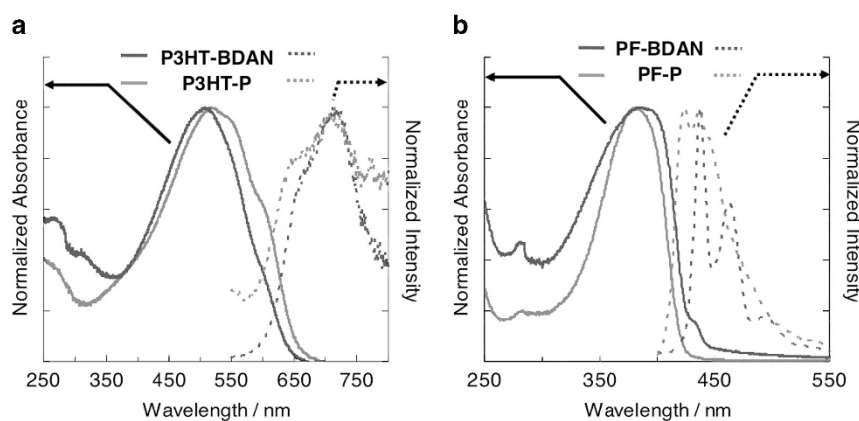 a
P3HT-BDAN
P3HT-P
Normalized Absorbance
Normalized Intensity
250 350 450 550 650 750
Wavelength / nm
b
PF-BDAN
PF-P
Normalized Absorbance
Normalized Intensity
250 350 450 550
Wavelength / nm